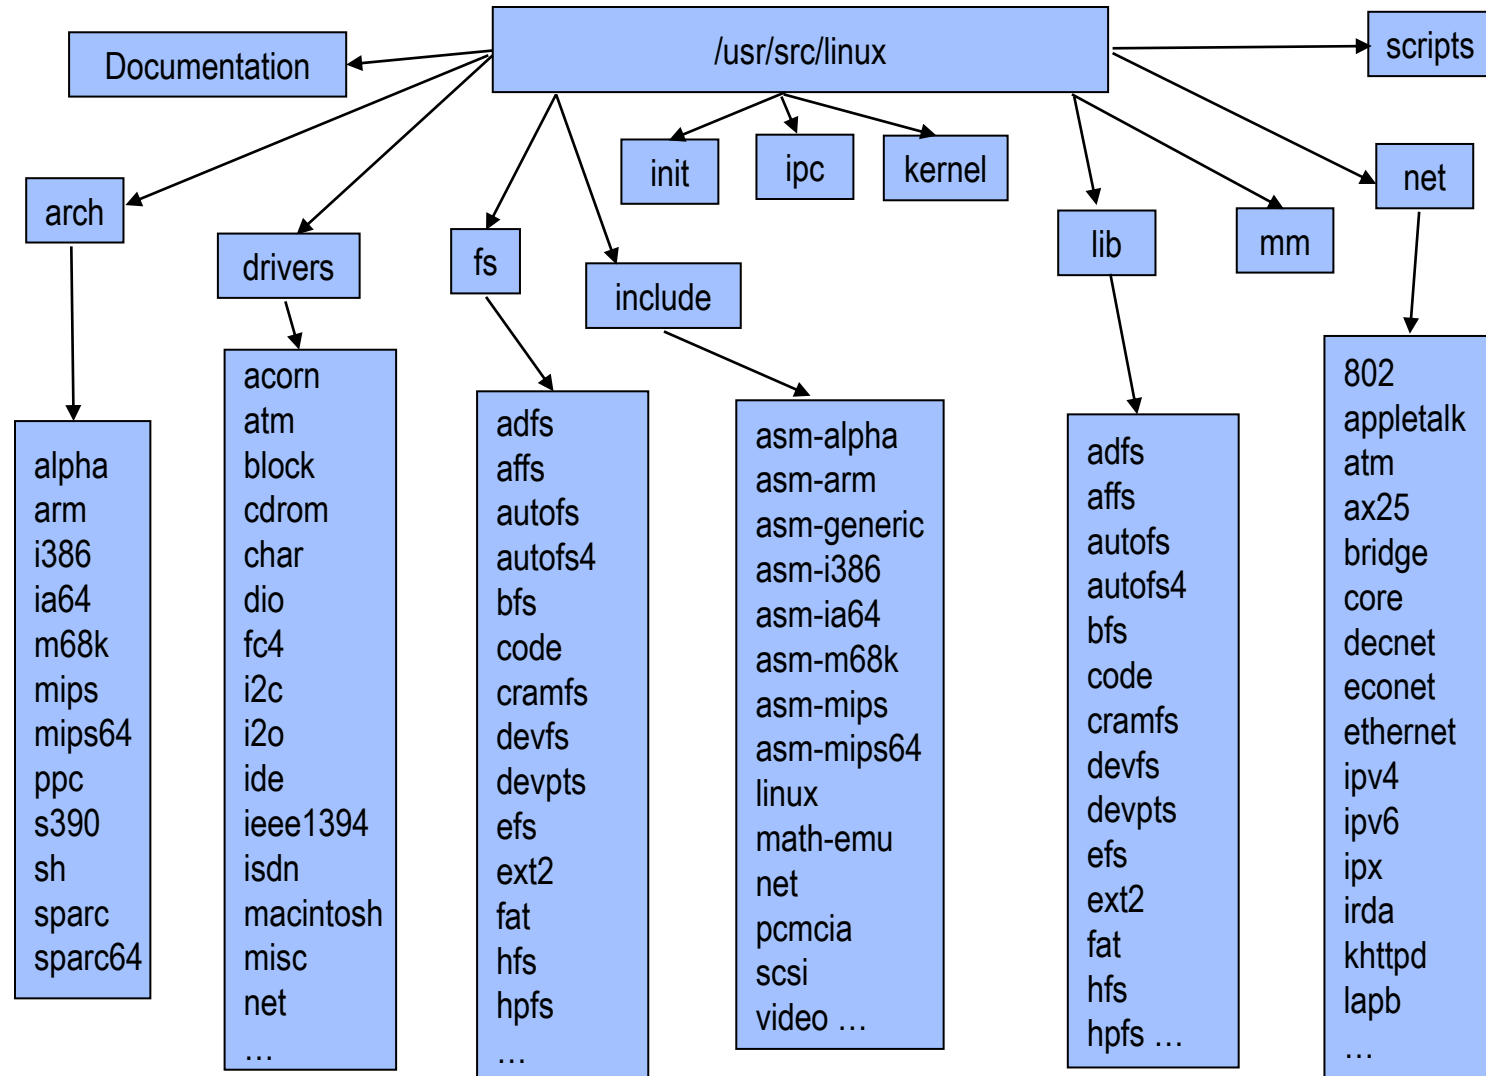 /usr/src/linux
Documentation
scripts
init
ipc
kernel
net
arch
drivers
fs
include
lib
mm
alpha
arm
i386
ia64
m68k
mips
mips64
ppc
s390
sh
sparc
sparc64
acorn
atm
block
cdrom
char
dio
fc4
i2c
i2o
ide
ieee1394
isdn
macintosh
misc
net
…
adfs
affs
autofs
autofs4
bfs
code
cramfs
devfs
devpts
efs
ext2
fat
hfs
hpfs
…
asm-alpha
asm-arm
asm-generic
asm-i386
asm-ia64
asm-m68k
asm-mips
asm-mips64
linux
math-emu
net
pcmcia
scsi
video …
adfs
affs
autofs
autofs4
bfs
code
cramfs
devfs
devpts
efs
ext2
fat
hfs
hpfs …
802
appletalk
atm
ax25
bridge
core
decnet
econet
ethernet
ipv4
ipv6
ipx
irda
khttpd
lapb
…